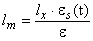 l_m = l_x · ε_s(t) / ε